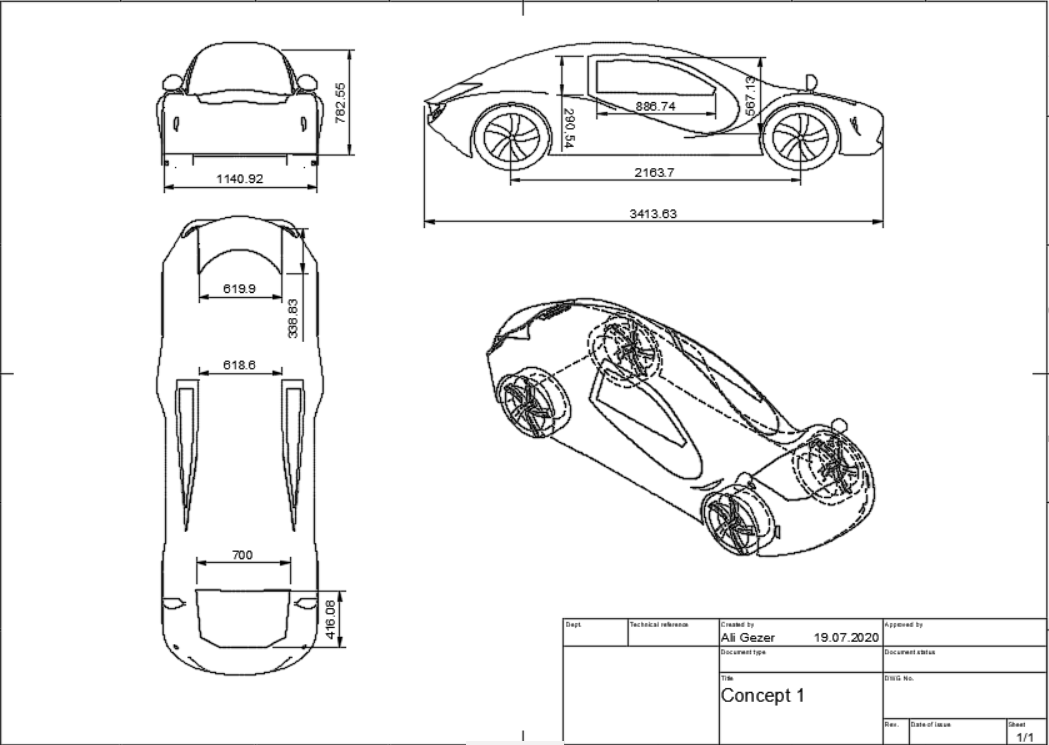 782.55
1140.92
886.74
290.54
567.13
2163.7
3413.63
619.9
338.83
618.6
700
416.08
Dept.
Technical reference
Created by
Approved by
Ali Gezer 19.07.2020
Document type
Document status
Title
DWG No.
Concept 1
Rev.
Date of issue
Sheet
1/1